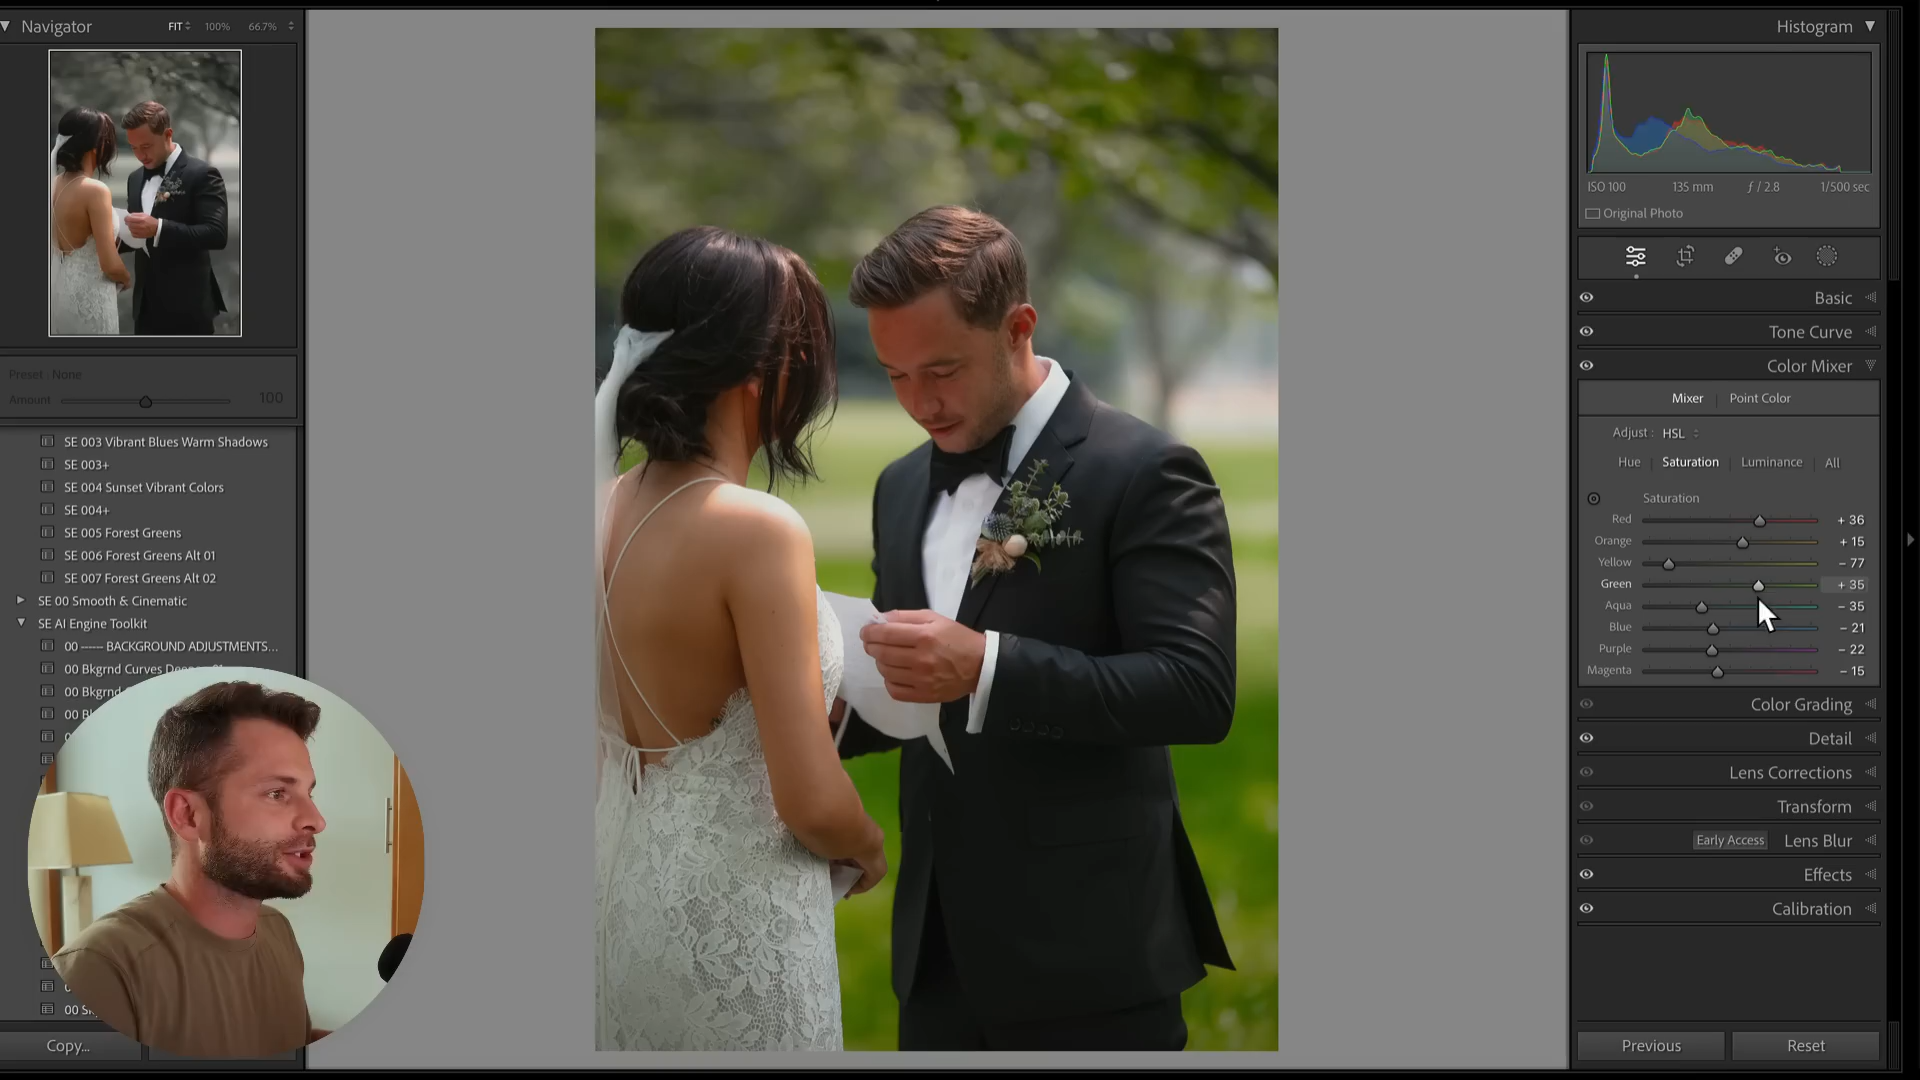 Navigator
FIT
100%
66.7%
Preset : None
Amount
100
SE 003 Vibrant Blues Warm Shadows
SE 003+
SE 004 Sunset Vibrant Colors
SE 004+
SE 005 Forest Greens
SE 006 Forest Greens Alt 01
SE 007 Forest Greens Alt 02
SE 00 Smooth & Cinematic
SE AI Engine Toolkit
00 ------ BACKGROUND ADJUSTMENTS...
00 Bkgrnd Curves
00 Bkgrnd
Copy...
Histogram
ISO 100
135 mm
ƒ / 2.8
1/500 sec
Original Photo
Basic
Tone Curve
Color Mixer
Mixer
Point Color
Adjust : HSL
Hue
Saturation
Luminance
All
Saturation
Red + 36
Orange + 15
Yellow − 77
Green + 35
Aqua − 35
Blue − 21
Purple − 22
Magenta − 15
Color Grading
Detail
Lens Corrections
Transform
Early Access Lens Blur
Effects
Calibration
Previous
Reset